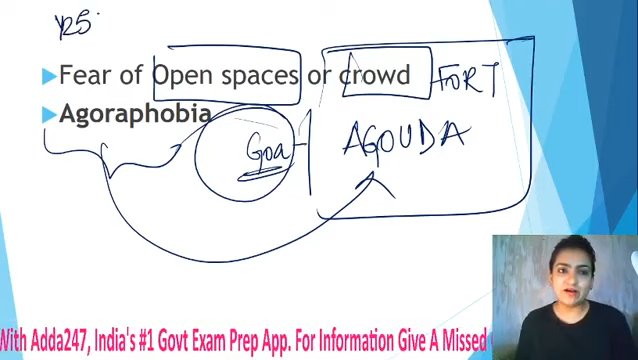 Y25
Fear of Open spaces or crowd FORT
Agoraphobia
Goa AGOUDA
With Adda247, India's #1 Govt Exam Prep App. For Information Give A Missed